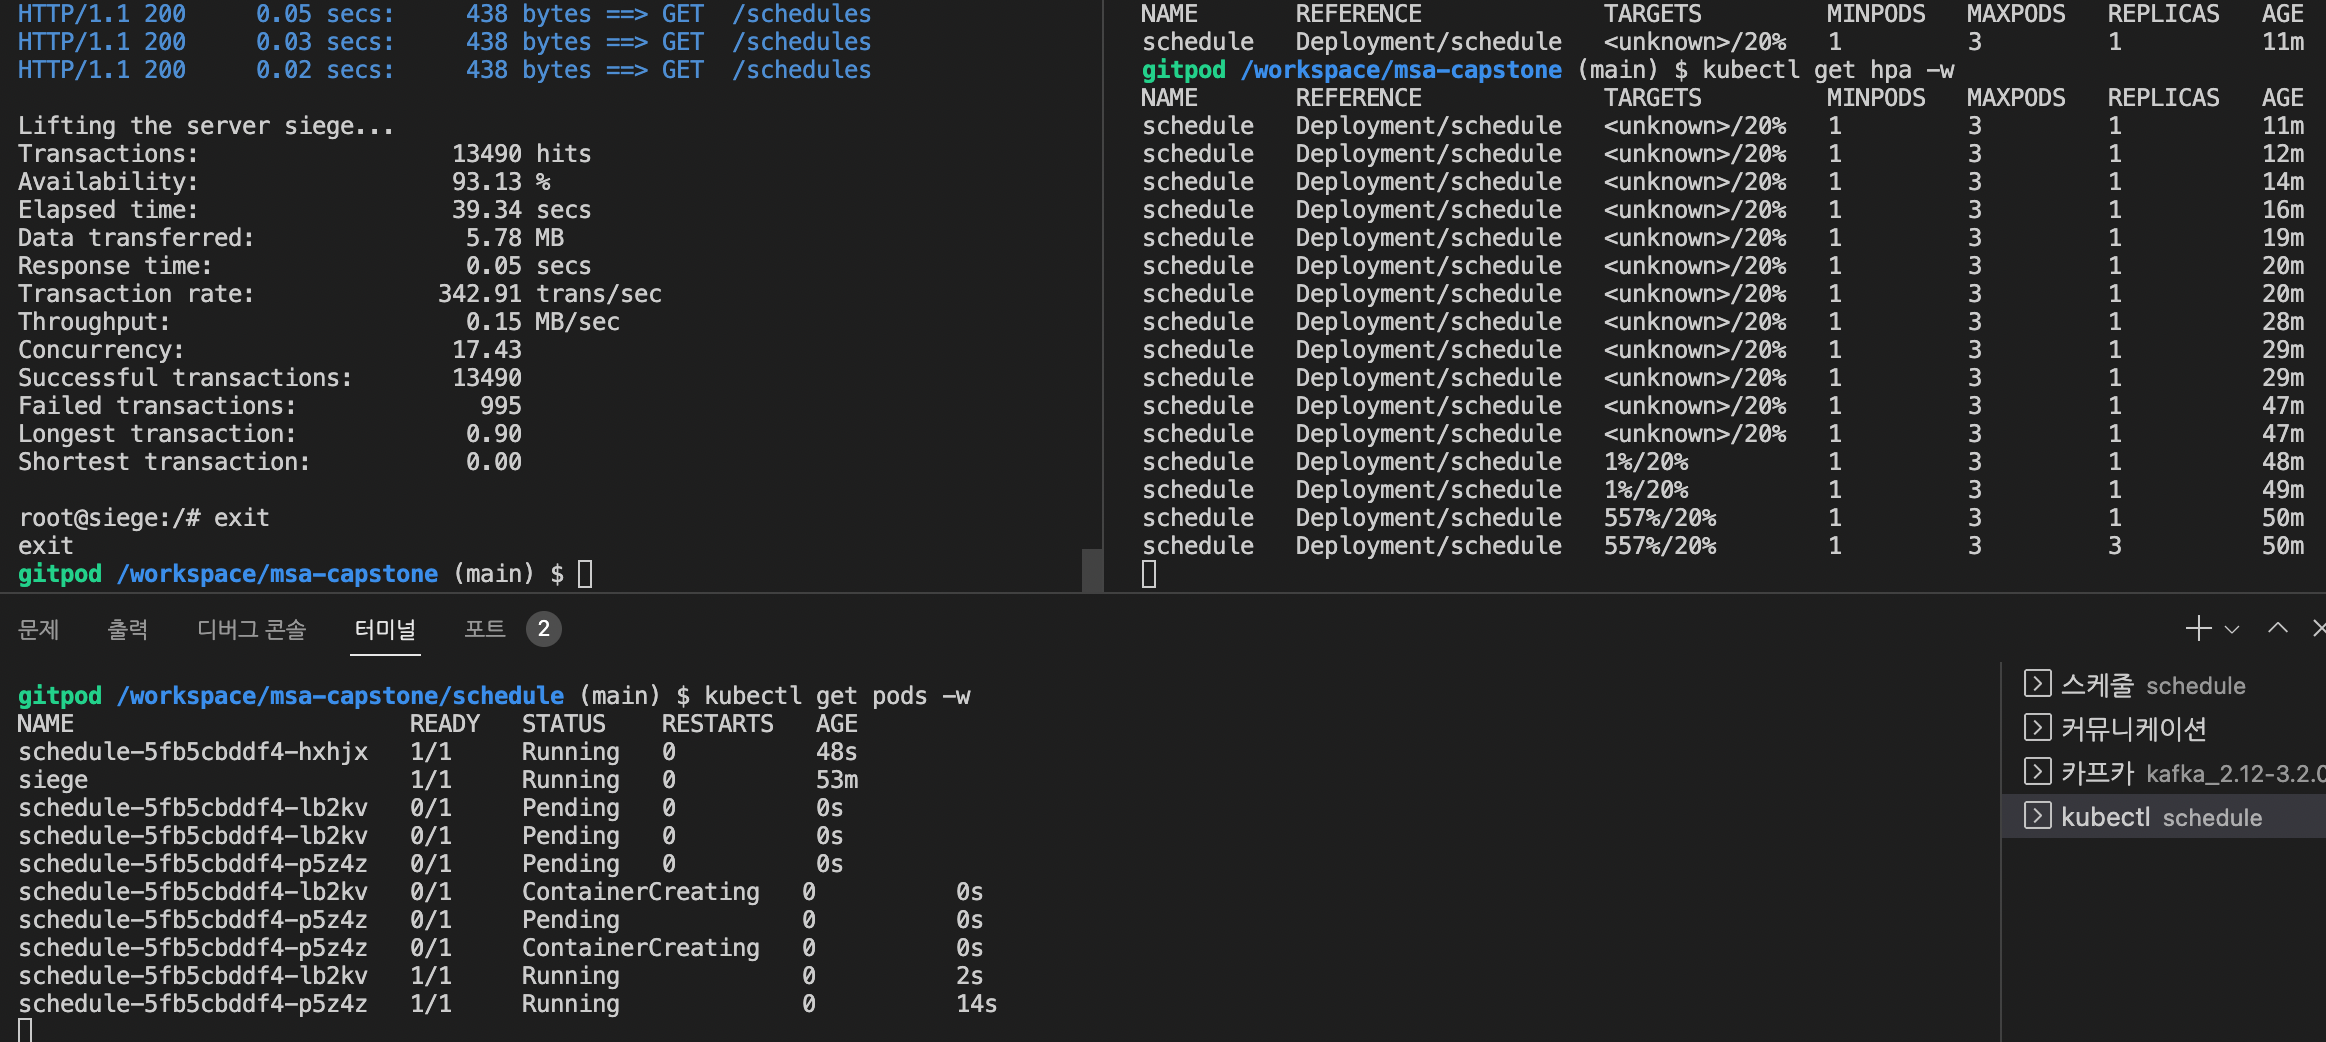 HTTP/1.1 200     0.05 secs:     438 bytes ==> GET  /schedules
HTTP/1.1 200     0.03 secs:     438 bytes ==> GET  /schedules
HTTP/1.1 200     0.02 secs:     438 bytes ==> GET  /schedules
Lifting the server siege...
Transactions:                  13490 hits
Availability:                  93.13 %
Elapsed time:                  39.34 secs
Data transferred:               5.78 MB
Response time:                  0.05 secs
Transaction rate:             342.91 trans/sec
Throughput:                     0.15 MB/sec
Concurrency:                   17.43
Successful transactions:       13490
Failed transactions:             995
Longest transaction:            0.90
Shortest transaction:           0.00
root@siege:/# exit
exit
gitpod /workspace/msa-capstone (main) $
NAME       REFERENCE             TARGETS         MINPODS   MAXPODS   REPLICAS   AGE
schedule   Deployment/schedule   <unknown>/20%   1         3         1          11m
gitpod /workspace/msa-capstone (main) $ kubectl get hpa -w
NAME       REFERENCE             TARGETS         MINPODS   MAXPODS   REPLICAS   AGE
schedule   Deployment/schedule   <unknown>/20%   1         3         1          11m
schedule   Deployment/schedule   <unknown>/20%   1         3         1          12m
schedule   Deployment/schedule   <unknown>/20%   1         3         1          14m
schedule   Deployment/schedule   <unknown>/20%   1         3         1          16m
schedule   Deployment/schedule   <unknown>/20%   1         3         1          19m
schedule   Deployment/schedule   <unknown>/20%   1         3         1          20m
schedule   Deployment/schedule   <unknown>/20%   1         3         1          20m
schedule   Deployment/schedule   <unknown>/20%   1         3         1          28m
schedule   Deployment/schedule   <unknown>/20%   1         3         1          29m
schedule   Deployment/schedule   <unknown>/20%   1         3         1          29m
schedule   Deployment/schedule   <unknown>/20%   1         3         1          47m
schedule   Deployment/schedule   <unknown>/20%   1         3         1          47m
schedule   Deployment/schedule   1%/20%          1         3         1          48m
schedule   Deployment/schedule   1%/20%          1         3         1          49m
schedule   Deployment/schedule   557%/20%        1         3         1          50m
schedule   Deployment/schedule   557%/20%        1         3         3          50m
문제 출력 디버그 콘솔 터미널 포트 2
gitpod /workspace/msa-capstone/schedule (main) $ kubectl get pods -w
NAME                        READY   STATUS    RESTARTS   AGE
schedule-5fb5cbddf4-hxhjx   1/1     Running   0          48s
siege                       1/1     Running   0          53m
schedule-5fb5cbddf4-lb2kv   0/1     Pending   0          0s
schedule-5fb5cbddf4-lb2kv   0/1     Pending   0          0s
schedule-5fb5cbddf4-p5z4z   0/1     Pending   0          0s
schedule-5fb5cbddf4-lb2kv   0/1     ContainerCreating   0          0s
schedule-5fb5cbddf4-p5z4z   0/1     Pending             0          0s
schedule-5fb5cbddf4-p5z4z   0/1     ContainerCreating   0          0s
schedule-5fb5cbddf4-lb2kv   1/1     Running             0          2s
schedule-5fb5cbddf4-p5z4z   1/1     Running             0          14s
스케줄 schedule
커뮤니케이션
카프카 kafka_2.12-3.2.0
kubectl schedule